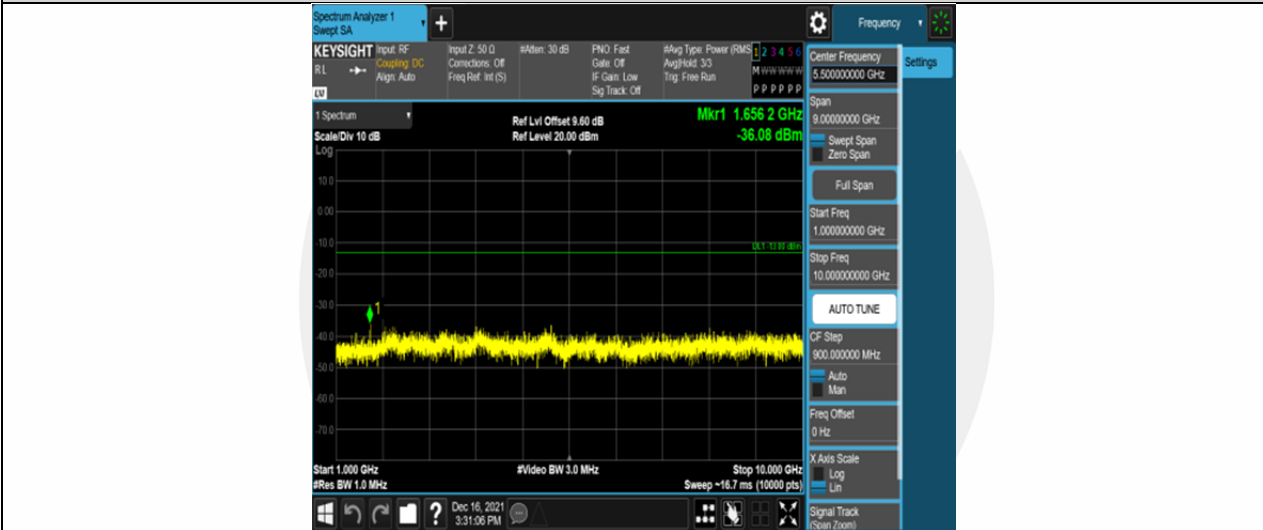 Spectrum Analyzer 1
Swept SA
+
Frequency
KEYSIGHT
RL
LV
Input: RF
Coupling: DC
Align: Auto
Input Z: 50 Ω
Corrections: Off
Freq Ref: Int (S)
#Atten: 30 dB
PNO: Fast
Gate: Off
IF Gain: Low
Sig Track: Off
#Avg Type: Power (RMS
Avg|Hold: 3/3
Trig: Free Run
1 2 3 4 5 6
M W W W W W
P P P P P P
1 Spectrum
Scale/Div 10 dB
Ref Lvl Offset 9.60 dB
Ref Level 20.00 dBm
Mkr1 1.656 2 GHz
-36.08 dBm
Log
10.0
0.00
-10.0
DL1 -13.00 dBm
-20.0
-30.0
1
-40.0
-50.0
-60.0
-70.0
Start 1.000 GHz
#Video BW 3.0 MHz
Stop 10.000 GHz
#Res BW 1.0 MHz
Sweep ~16.7 ms (10000 pts)
?
Dec 16, 2021
3:31:06 PM
Center Frequency
5.500000000 GHz
Settings
Span
9.00000000 GHz
Swept Span
Zero Span
Full Span
Start Freq
1.000000000 GHz
Stop Freq
10.000000000 GHz
AUTO TUNE
CF Step
900.000000 MHz
Auto
Man
Freq Offset
0 Hz
X Axis Scale
Log
Lin
Signal Track
(Span Zoom)